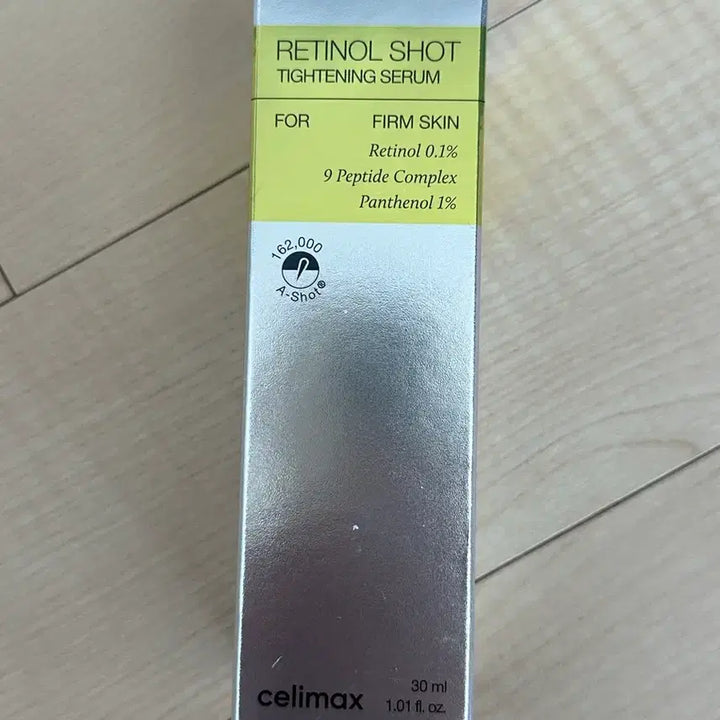 RETINOL SHOT
TIGHTENING SERUM
FOR FIRM SKIN
Retinol 0.1%
9 Peptide Complex
Panthenol 1%
162,000
A-Shot®
celimax
30 ml
1.01 fl. oz.